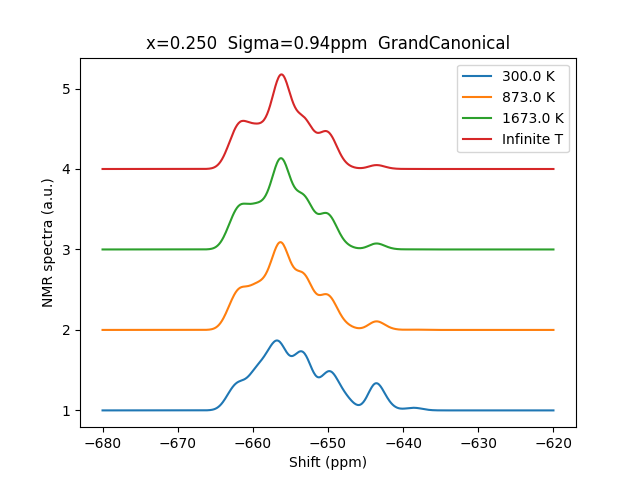 x=0.250  Sigma=0.94ppm  GrandCanonical
300.0 K
873.0 K
1673.0 K
Infinite T
5
4
3
2
1
NMR spectra (a.u.)
−680 −670 −660 −650 −640 −630 −620
Shift (ppm)